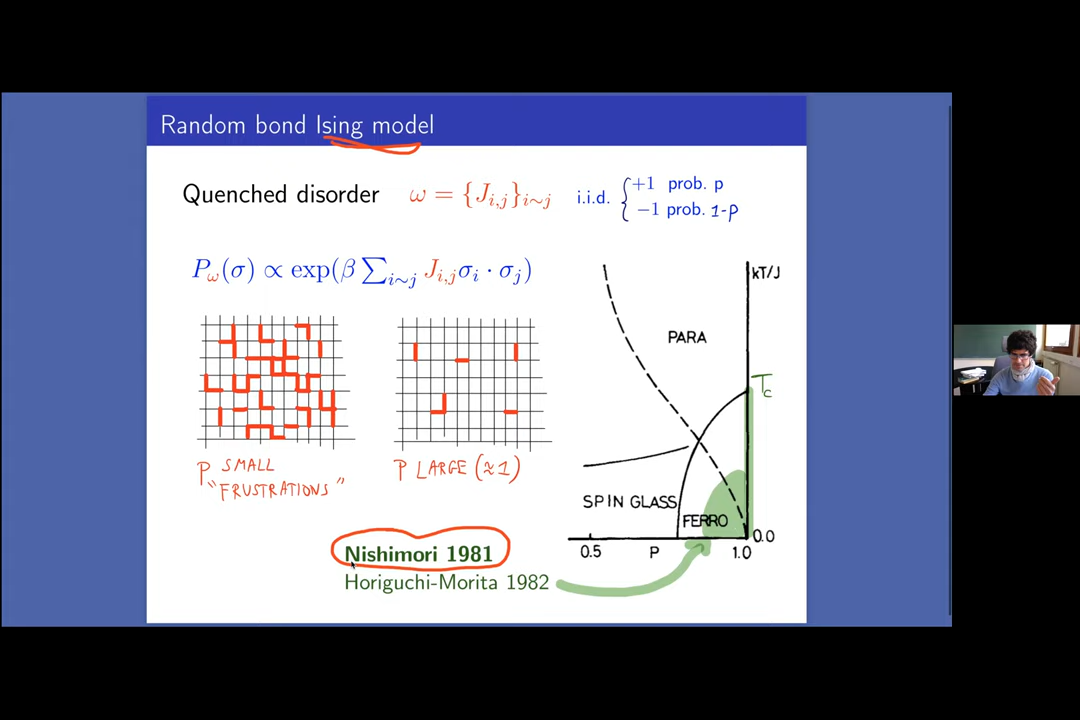 Random bond Ising model
Quenched disorder ω = {J_{i,j}}_{i∼j} i.i.d. { +1 prob. p
−1 prob. 1-p
P_ω(σ) ∝ exp(β ∑_{i∼j} J_{i,j} σ_i · σ_j)
P SMALL
"FRUSTRATIONS"
P LARGE (≈1)
kT/J
PARA
Tc
SPIN GLASS
FERRO
0.0
0.5 P 1.0
Nishimori 1981
Horiguchi-Morita 1982